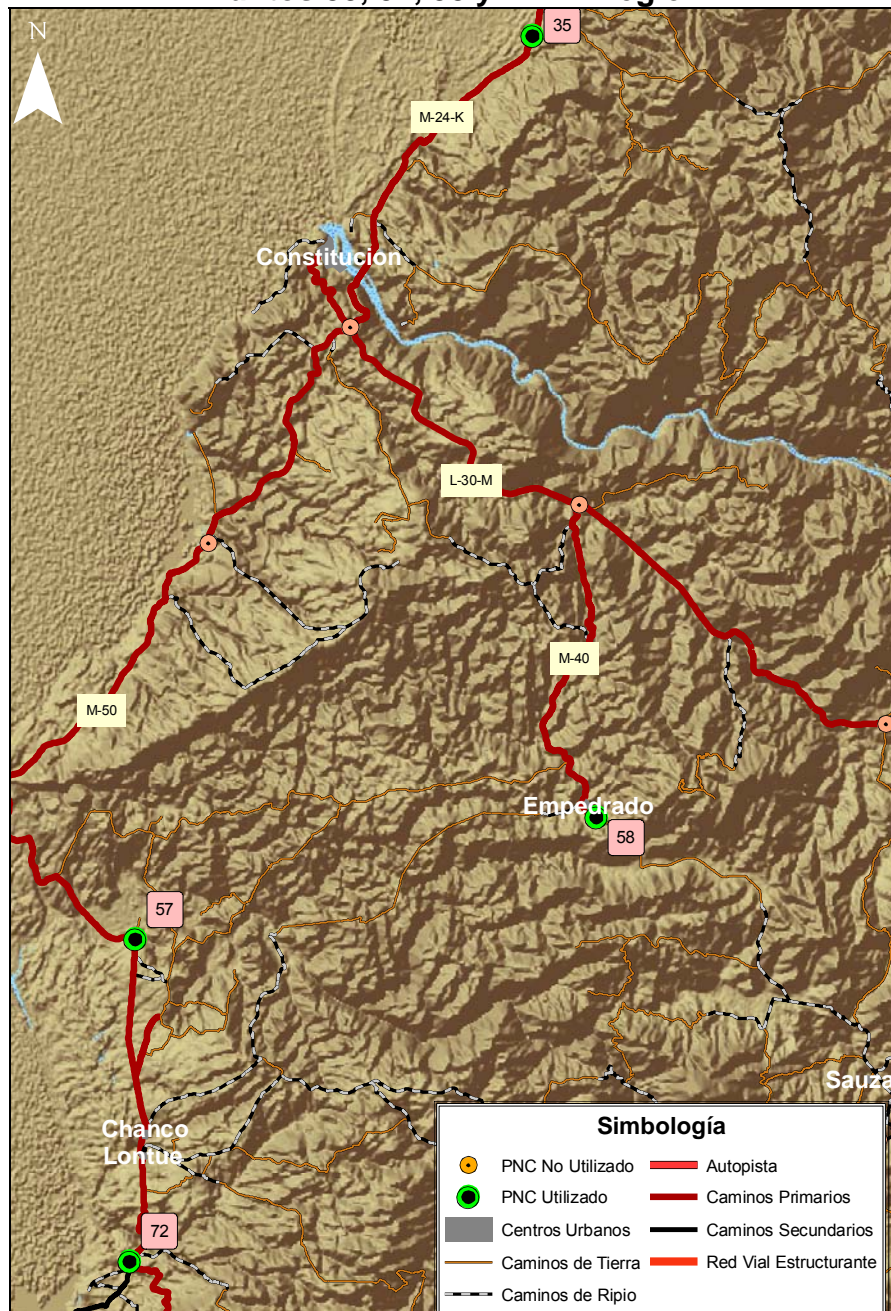 N
35
M-24-K
Constitución
L-30-M
M-40
M-50
Empedrado
58
57
Sauza
Chanco
Lontue
72
Simbología
PNC No Utilizado
Autopista
PNC Utilizado
Caminos Primarios
Centros Urbanos
Caminos Secundarios
Caminos de Tierra
Red Vial Estructurante
Caminos de Ripio